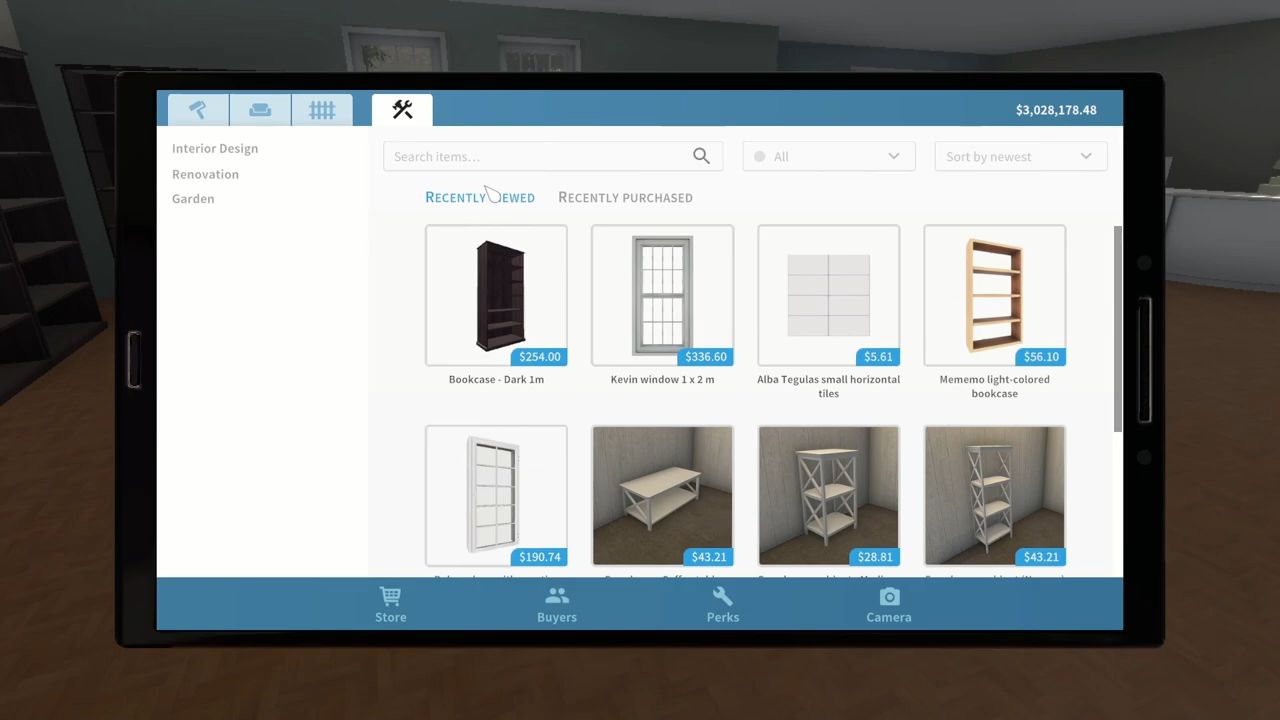 $3,028,178.48
Interior Design
Renovation
Garden
Search items...
All
Sort by newest
RECENTLY
RECENTLY PURCHASED
$254.00
$336.60
$5.61
$56.10
Bookcase - Dark 1m
Kevin window 1 x 2 m
Alba Tegulas small horizontal
tiles
Mememo light-colored
bookcase
$190.74
$43.21
$28.81
$43.21
Store
Buyers
Perks
Camera